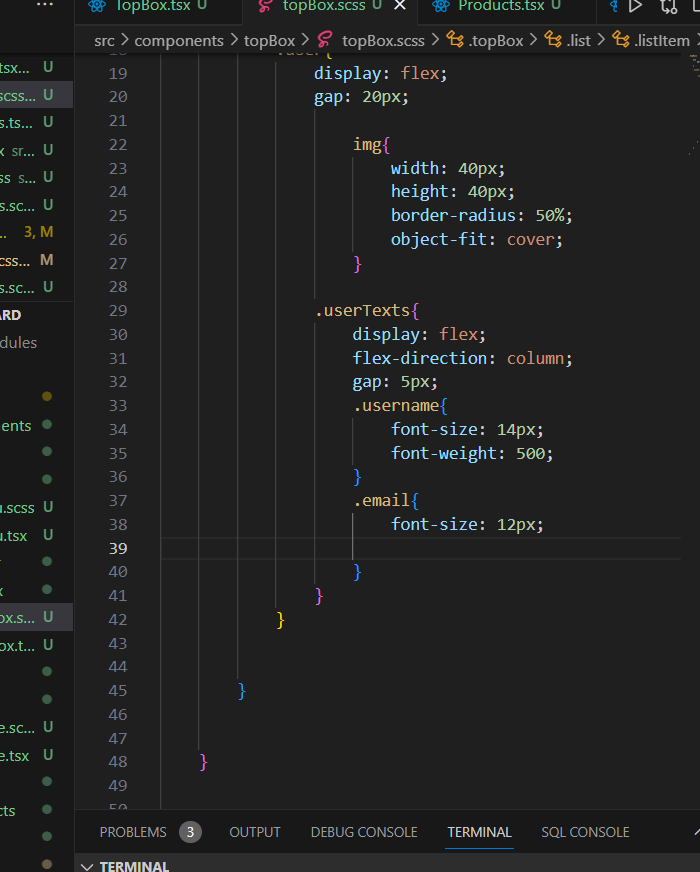 TopBox.tsx U
topBox.scss U
Products.tsx U
src > components > topBox > topBox.scss > .topBox > .list > .listItem
tsx... U
scss... U
s.ts... U
x sr... U
ss s... U
s.sc... U
... 3, M
css... M
s.sc... U
ARD
dules
ents
u.scss U
u.tsx U
ox.s... U
ox.t... U
e.sc... U
e.tsx U
cts
19 display: flex;
20 gap: 20px;
21
22 img{
23 width: 40px;
24 height: 40px;
25 border-radius: 50%;
26 object-fit: cover;
27 }
28
29 .userTexts{
30 display: flex;
31 flex-direction: column;
32 gap: 5px;
33 .username{
34 font-size: 14px;
35 font-weight: 500;
36 }
37 .email{
38 font-size: 12px;
39
40 }
41 }
42 }
43
44
45 }
46
47
48 }
49
50
PROBLEMS 3 OUTPUT DEBUG CONSOLE TERMINAL SQL CONSOLE
TERMINAL